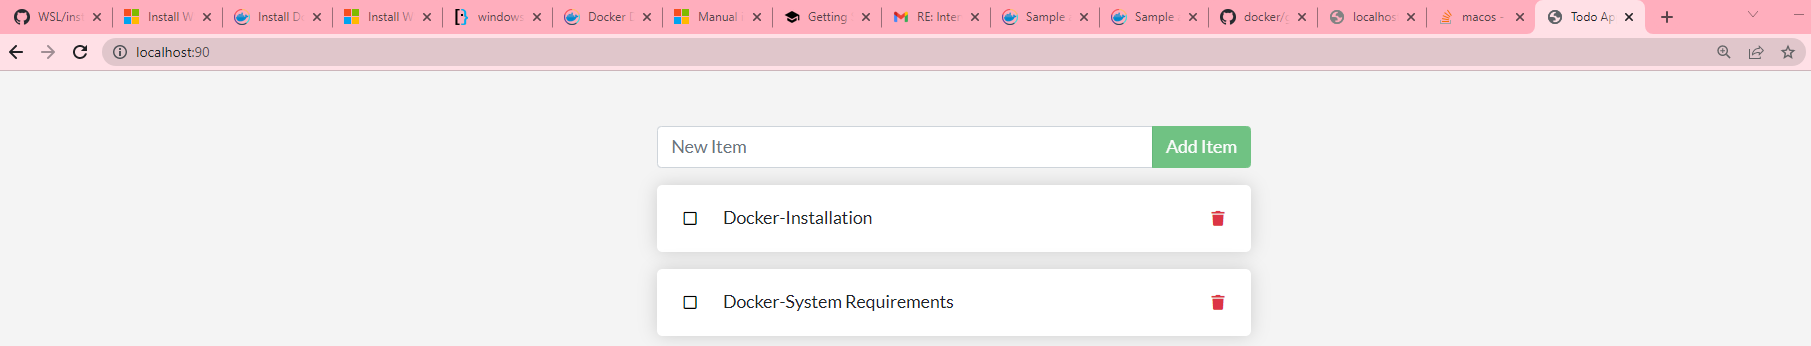 WSL/ins
Install W
Install D
Install W
windows
Docker D
Manual
Getting
RE: Inter
Sample
Sample
docker/g
localhos
macos -
Todo Ap
localhost:90
New Item
Add Item
Docker-Installation
Docker-System Requirements